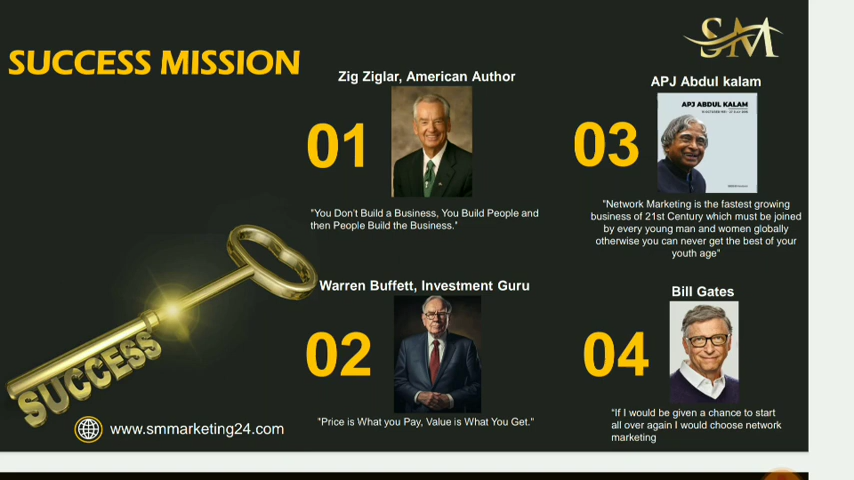 SM
SUCCESS MISSION
Zig Ziglar, American Author
01
"You Don't Build a Business, You Build People and
then People Build the Business."
Warren Buffett, Investment Guru
02
"Price is What you Pay, Value is What You Get."
APJ Abdul kalam
03
APJ ABDUL KALAM
"Network Marketing is the fastest growing
business of 21st Century which must be joined
by every young man and women globally
otherwise you can never get the best of your
youth age"
Bill Gates
04
"If I would be given a chance to start
all over again I would choose network
marketing
SUCCESS
www.smmarketing24.com